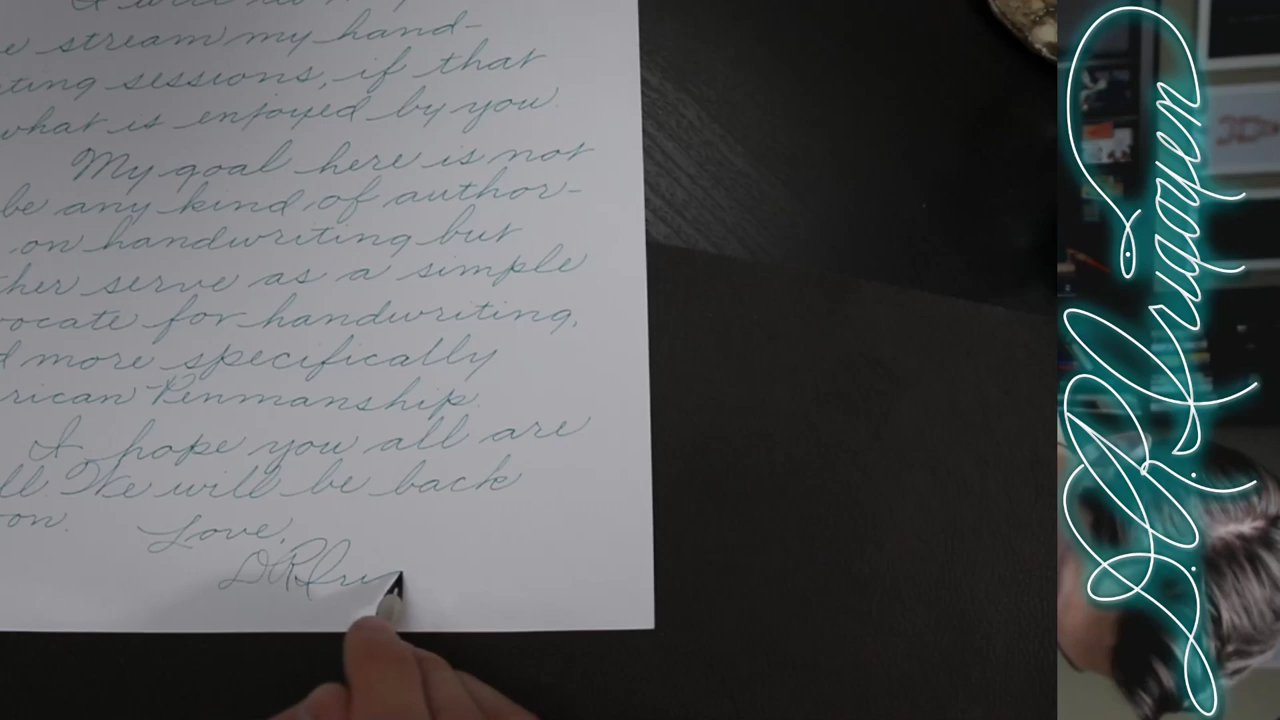 I will
e stream my hand-
ting sessions, if that
what is enjoyed by you.
My goal here is not
be any kind of author-
on handwriting but
ther serve as a simple
vocate for handwriting,
d more specifically
rican Penmanship.
I hope you all are
ll. We will be back
on.
Love,